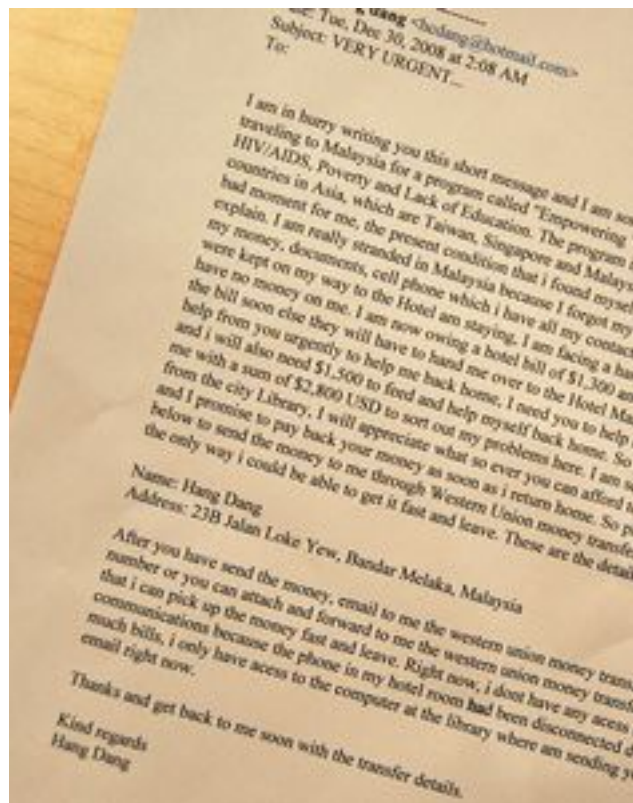 dang <hcdang@hotmail.com>
Tue, Dec 30, 2008 at 2:08 AM
Subject: VERY URGENT...
To:
I am in hurry writing you this short message and I am
traveling to Malaysia for a program called "Empowering
HIV/AIDS, Poverty and Lack of Education. The program
countries in Asia, which are Taiwan, Singapore and
bad moment for me, the present condition that i found
explain. I am really stranded in Malaysia because I forgot my
my money, documents, cell phone which i have all my
were kept on my way to the Hotel am staying, I am facing a
have no money on me. I am now owing a hotel bill of $1,300
the bill soon else they will have to hand me over to the Hotel
help from you urgently to help me back home, I need you to help
and i will also need $1,500 to feed and help myself back home. So
me with a sum of $2,800 USD to sort out my problems here. I am
from the city Library, I will appreciate what so ever you can afford
and I promise to pay back your money as soon as i return home. So
below to send the money to me through Western Union money
the only way i could be able to get it fast and leave. These are the
Name: Hang Dang
Address: 23B Jalan Loke Yew, Bandar Melaka, Malaysia
After you have send the money, email to me the western union money
number or you can attach and forward to me the western union money
that i can pick up the money fast and leave. Right now, i dont have any acess
communications because the phone in my hotel room had been disconnected
much bills, i only have acess to the computer at the library where am sending
email right now.
Thanks and get back to me soon with the transfer details.
Kind regards
Hang Dang